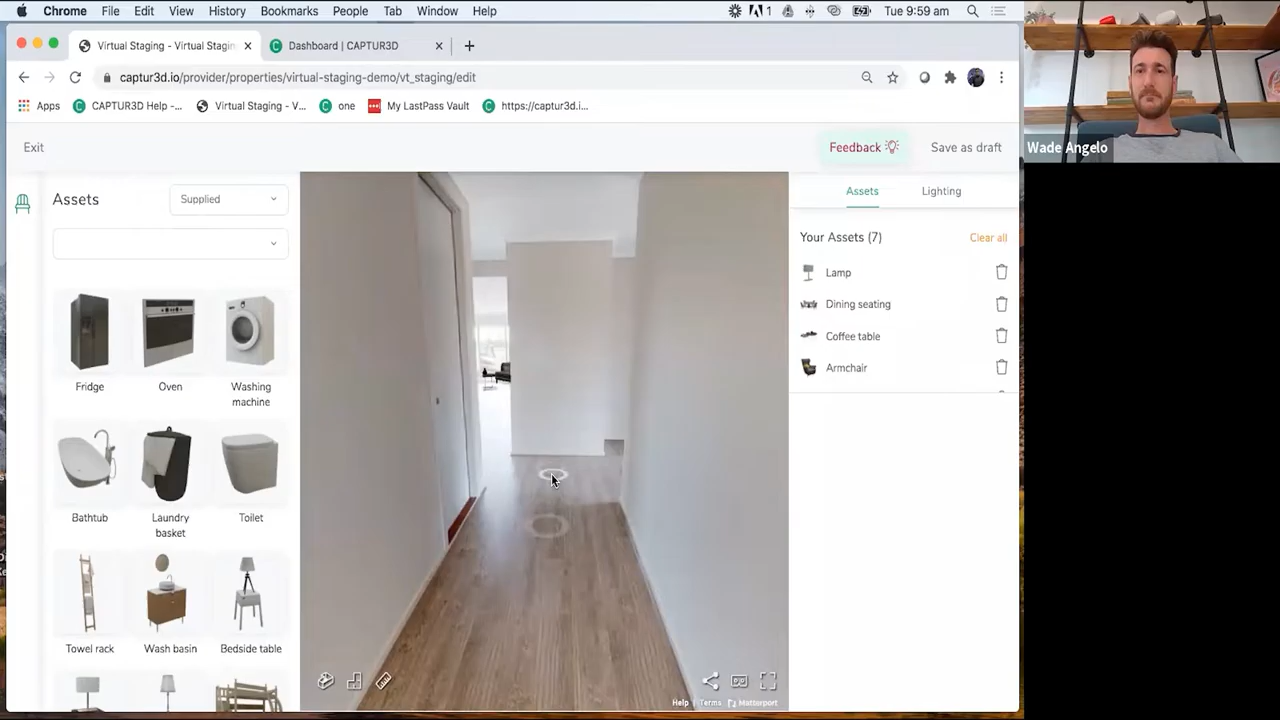 Chrome File Edit View History Bookmarks People Tab Window Help 1 Tue 9:59 am
Virtual Staging - Virtual Stagin
Dashboard | CAPTUR3D
captur3d.io/provider/properties/virtual-staging-demo/vt_staging/edit
Apps CAPTUR3D Help -... Virtual Staging - V... one My LastPass Vault https://captur3d.i...
Wade Angelo
Exit Feedback Save as draft
Assets Supplied
Assets Lighting
Your Assets (7) Clear all
Lamp
Dining seating
Coffee table
Armchair
Fridge Oven Washing machine
Bathtub Laundry basket Toilet
Towel rack Wash basin Bedside table
Help | Terms Matterport